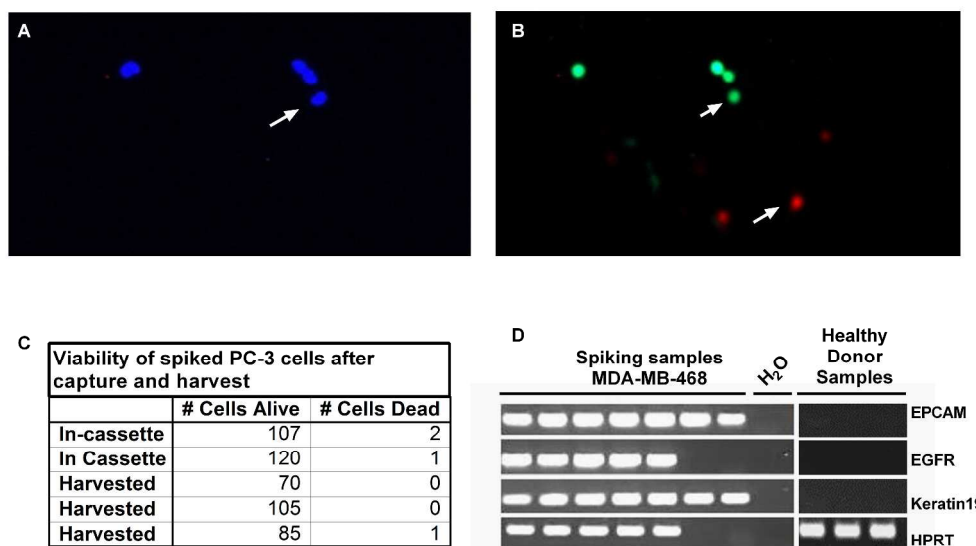 A
B
C
Viability of spiked PC-3 cells after
capture and harvest
# Cells Alive # Cells Dead
In-cassette 107 2
In Cassette 120 1
Harvested 70 0
Harvested 105 0
Harvested 85 1
D
Spiking samples
MDA-MB-468
H2O
Healthy
Donor
Samples
EPCAM
EGFR
Keratin19
HPRT